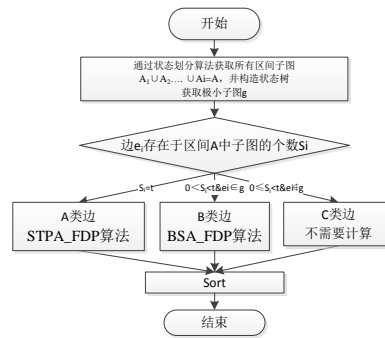 开始
通过状态划分算法获取所有区间子图
A₁∪A₂.... ∪Ai=A，并构造状态树
获取极小子图g
边eᵢ存在于区间A中子图的个数Si
Sᵢ=t
0＜Sᵢ<t&ei∈g
0≤Sᵢ<t&ei∉g
A类边
STPA_FDP算法
B类边
BSA_FDP算法
C类边
不需要计算
Sort
结束